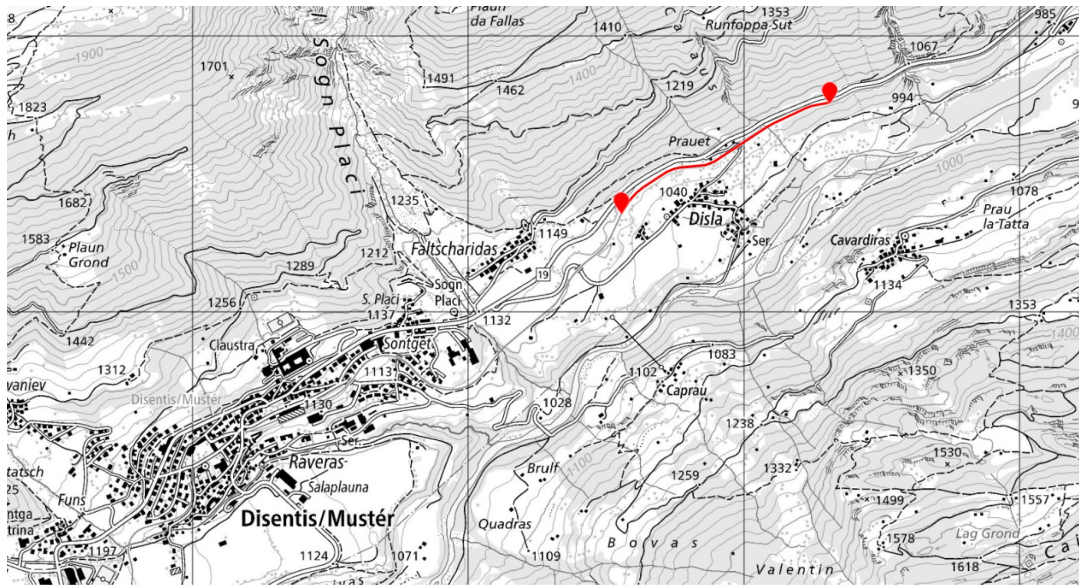 1900
Sogn Placi
1701
Plaun
da Fallas
1410
1353
Runfoppa Sut
985
1067
1491
1462
1400
1219
994
1823
Prauet
1000
1235
1040
1078
Disla
Prau
la Tatta
1682
1583
Plaun
Grond
1500
Faltscharidas
1149
Ser.
Cavardiras
1212
1289
19
1134
1256
S. Placi
1137
Sogn
Placi
1132
1353
1442
Claustra
Sontget
1400
1312
1113
1083
1102
1350
Caprau
Disentis/Mustér
1130
1028
1238
Ser.
1100
1259
1332
1530
Raveras
Salaplauna
Brulf
1499
1557
Funs
Disentis/Mustér
Quadras
Bovas
1578
Lag Grond
1197
1124
1071
1109
Valentin
1618